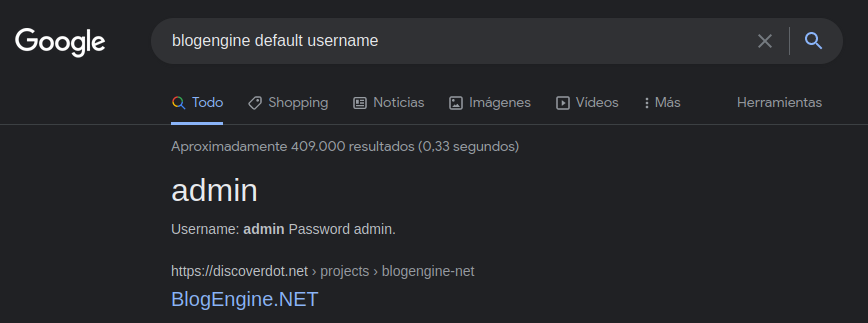 Google
blogengine default username
Todo Shopping Noticias Imágenes Vídeos Más Herramientas
Aproximadamente 409.000 resultados (0,33 segundos)
admin
Username: admin Password admin.
https://discoverdot.net › projects › blogengine-net
BlogEngine.NET